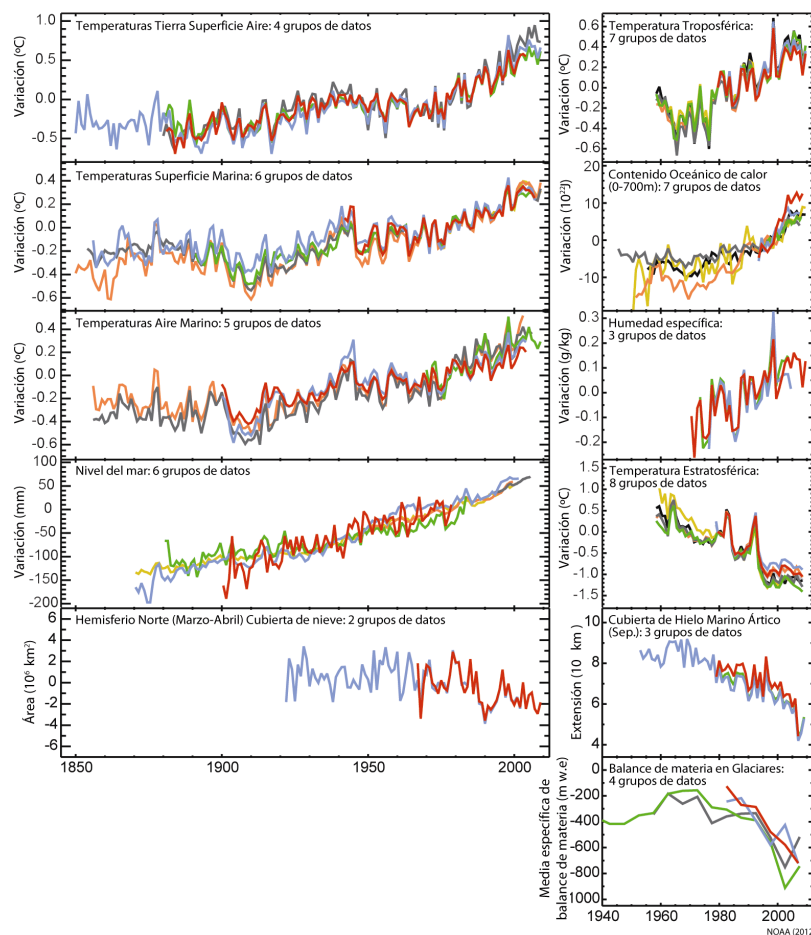 Temperaturas Tierra Superficie Aire: 4 grupos de datos
Variación (ºC)
1.0
0.5
0.0
-0.5
Temperaturas Superficie Marina: 6 grupos de datos
Variación (ºC)
0.4
0.2
0.0
-0.2
-0.4
-0.6
Temperaturas Aire Marino: 5 grupos de datos
Variación (ºC)
0.4
0.2
0.0
-0.2
-0.4
-0.6
Nivel del mar: 6 grupos de datos
Variación (mm)
100
50
0
-50
-100
-150
-200
Hemisferio Norte (Marzo-Abril) Cubierta de nieve: 2 grupos de datos
Área (10⁶ km²)
6
4
2
0
-2
-4
-6
1850
1900
1950
2000
Temperatura Troposférica:
7 grupos de datos
Variación (ºC)
0.6
0.4
0.2
0.0
-0.2
-0.4
-0.6
Contenido Oceánico de calor
(0-700m): 7 grupos de datos
Variación (10²²J)
20
10
0
-10
Humedad específica:
3 grupos de datos
Variación (g/kg)
0.3
0.2
0.1
0.0
-0.1
-0.2
Temperatura Estratosférica:
8 grupos de datos
Variación (ºC)
1.5
1.0
0.5
0.0
-0.5
-1.0
-1.5
Cubierta de Hielo Marino Ártico
(Sep.): 3 grupos de datos
Extensión (10 km )
10
8
6
4
Balance de materia en Glaciares:
4 grupos de datos
Media específica de
balance de materia (m w.e)
0
-200
-400
-600
-800
1000
1940
1960
1980
2000
NOAA (201